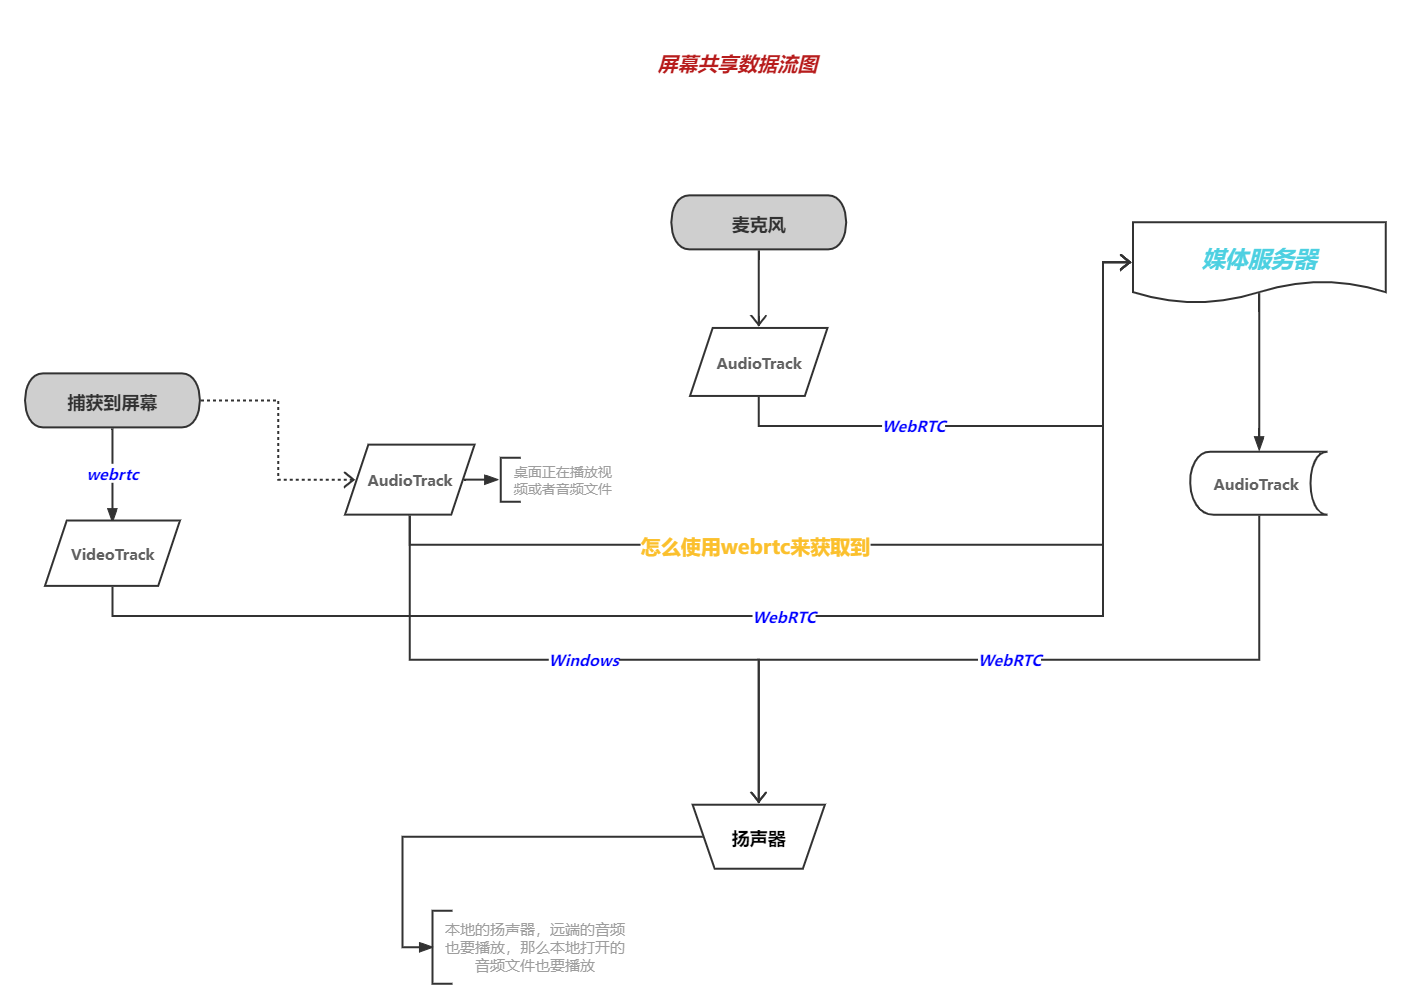 屏幕共享数据流图
麦克风
媒体服务器
AudioTrack
捕获到屏幕
WebRTC
webrtc
AudioTrack
桌面正在播放视
频或者音频文件
AudioTrack
VideoTrack
怎么使用webrtc来获取到
WebRTC
Windows
WebRTC
扬声器
本地的扬声器，远端的音频
也要播放，那么本地打开的
音频文件也要播放